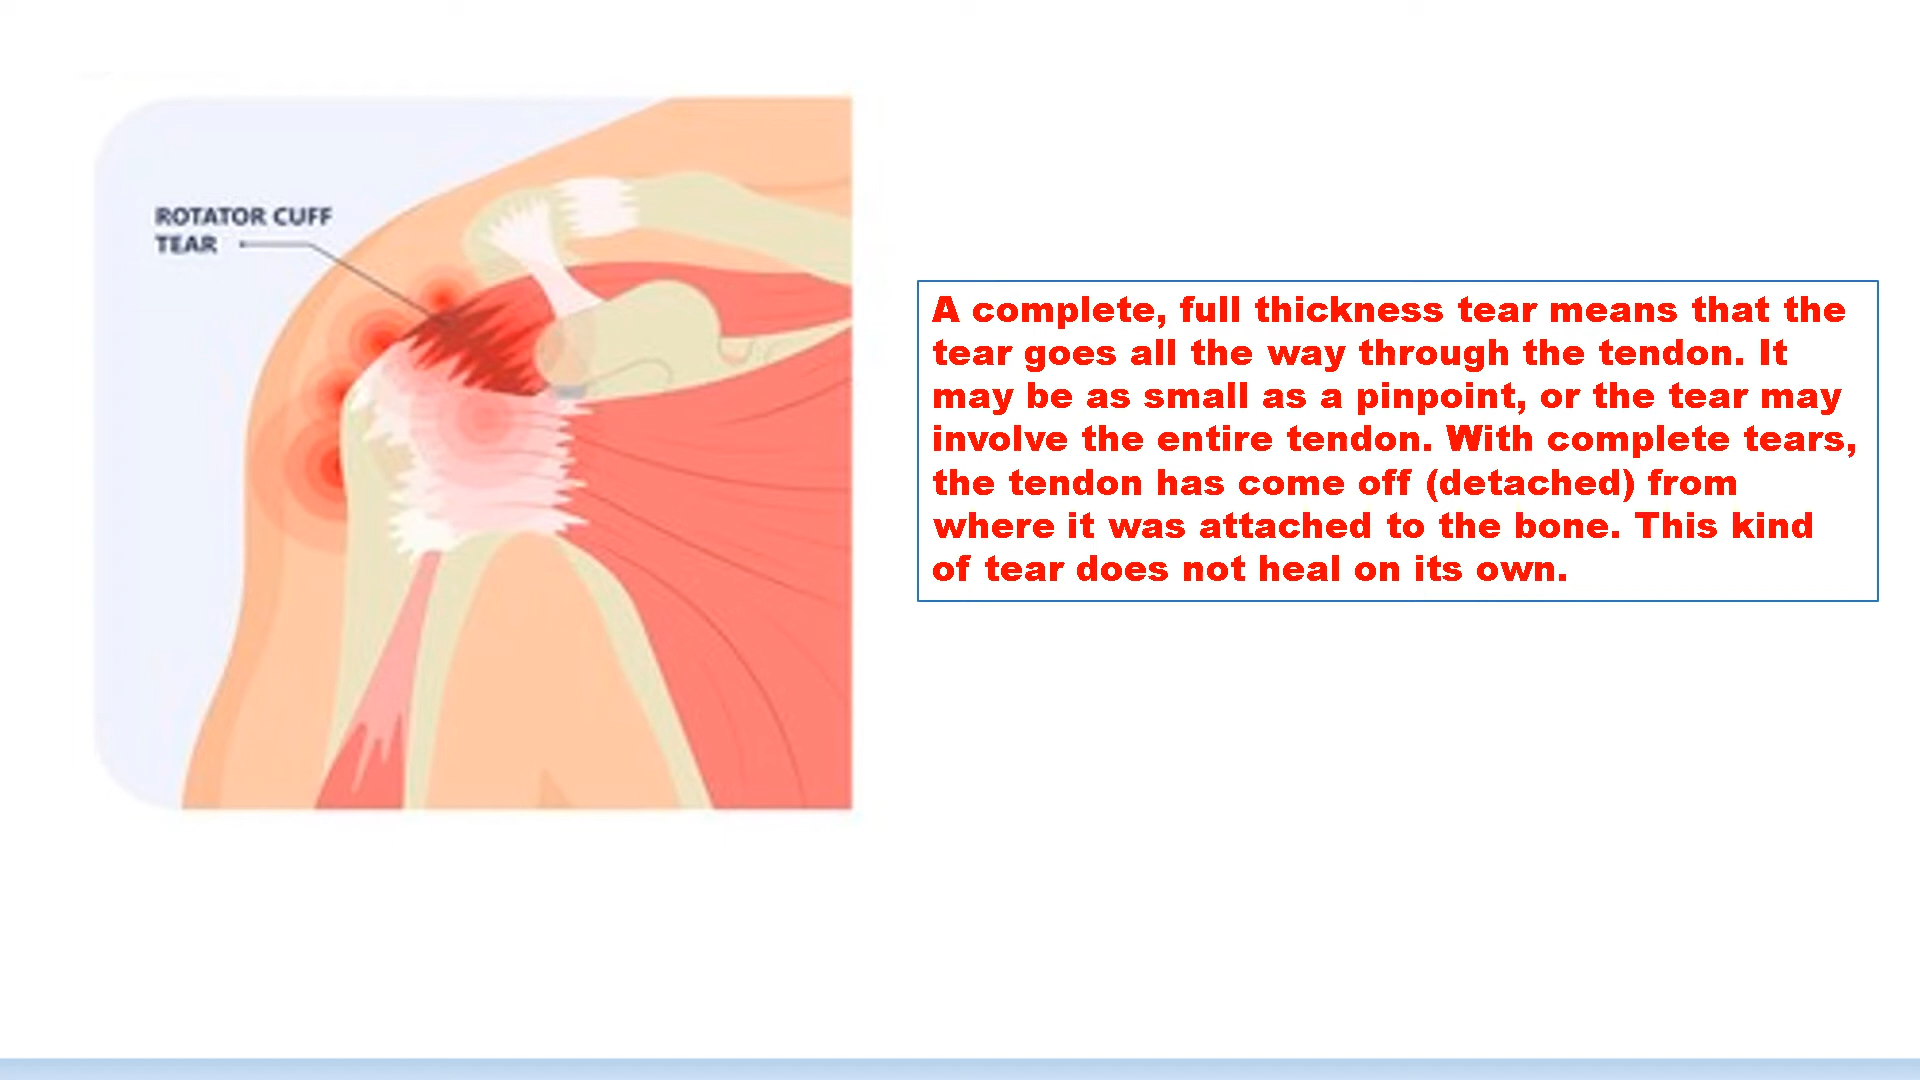 ROTATOR CUFF
TEAR
A complete, full thickness tear means that the
tear goes all the way through the tendon. It
may be as small as a pinpoint, or the tear may
involve the entire tendon. With complete tears,
the tendon has come off (detached) from
where it was attached to the bone. This kind
of tear does not heal on its own.